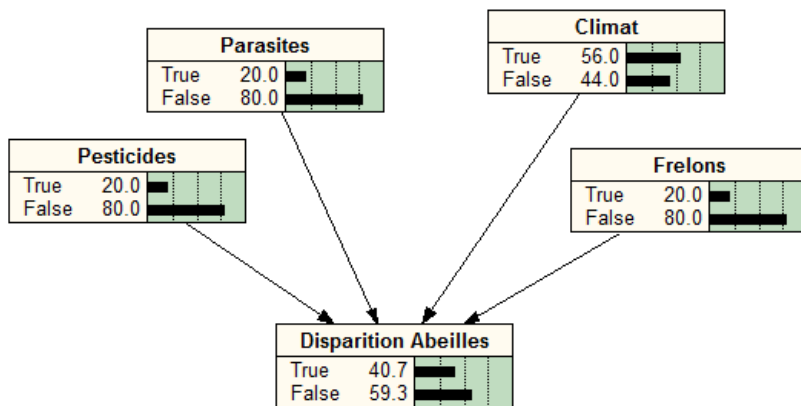 Parasites
True 20.0
False 80.0
Climat
True 56.0
False 44.0
Pesticides
True 20.0
False 80.0
Frelons
True 20.0
False 80.0
Disparition Abeilles
True 40.7
False 59.3